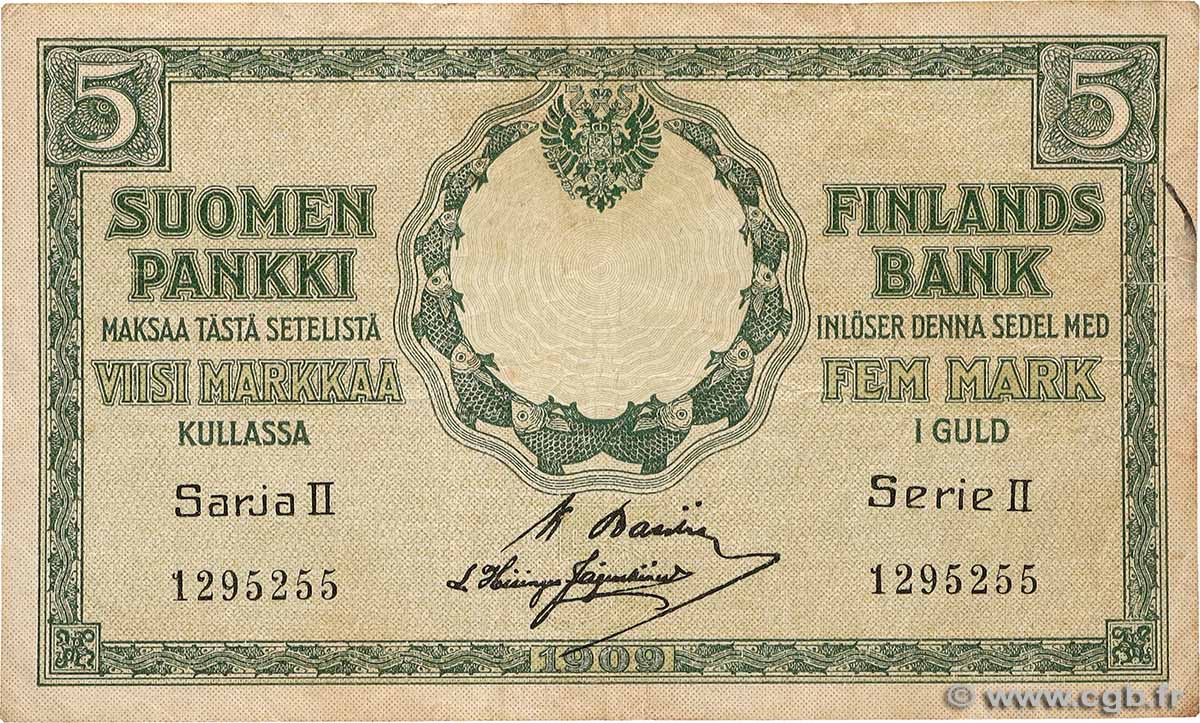 5
5
SUOMEN
PANKKI
MAKSAA TÄSTÄ SETELISTÄ
VIISI MARKKAA
KULLASSA
Sarja II
1295255
FINLANDS
BANK
INLÖSER DENNA SEDEL MED
FEM MARK
I GULD
Serie II
1295255
1909
© www.cgb.fr